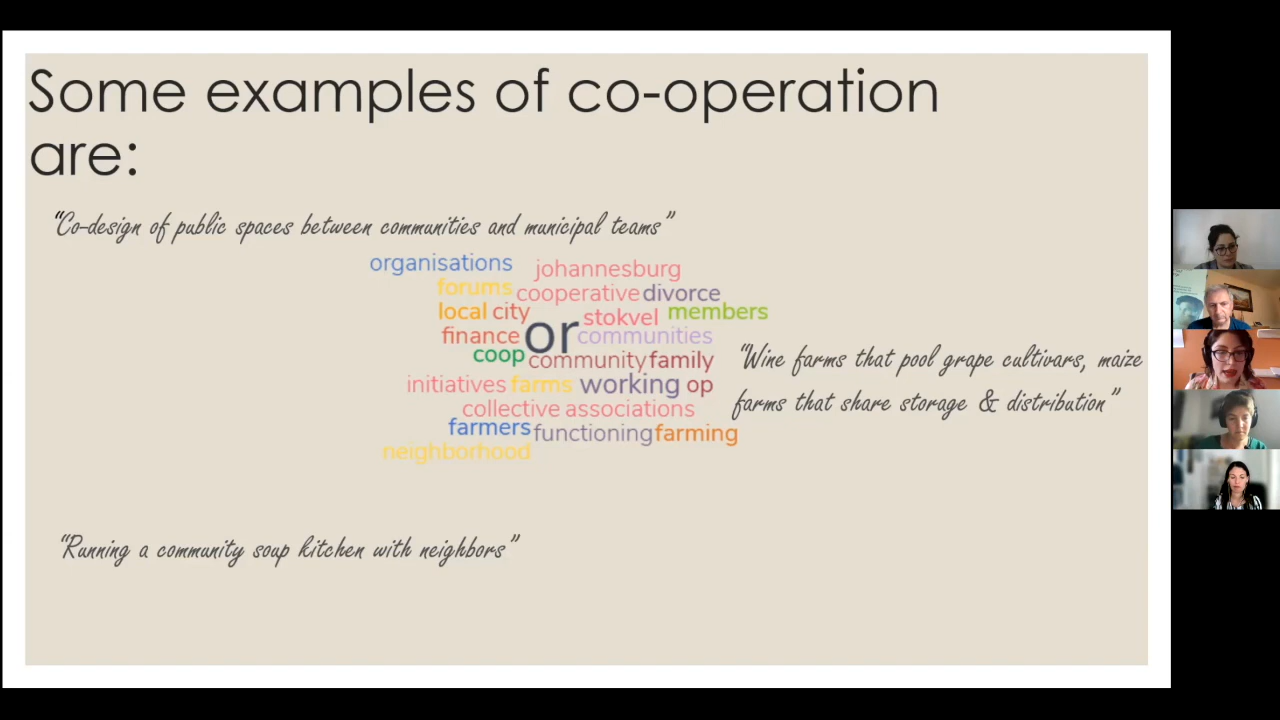 Some examples of co-operation
are:
“Co-design of public spaces between communities and municipal teams”
organisations johannesburg
forums cooperative divorce
local city stokvel members
finance or communities
coop community family
initiatives farms working op
collective associations
farmers functioning farming
neighborhood
“Wine farms that pool grape cultivars, maize
farms that share storage & distribution”
“Running a community soup kitchen with neighbors”